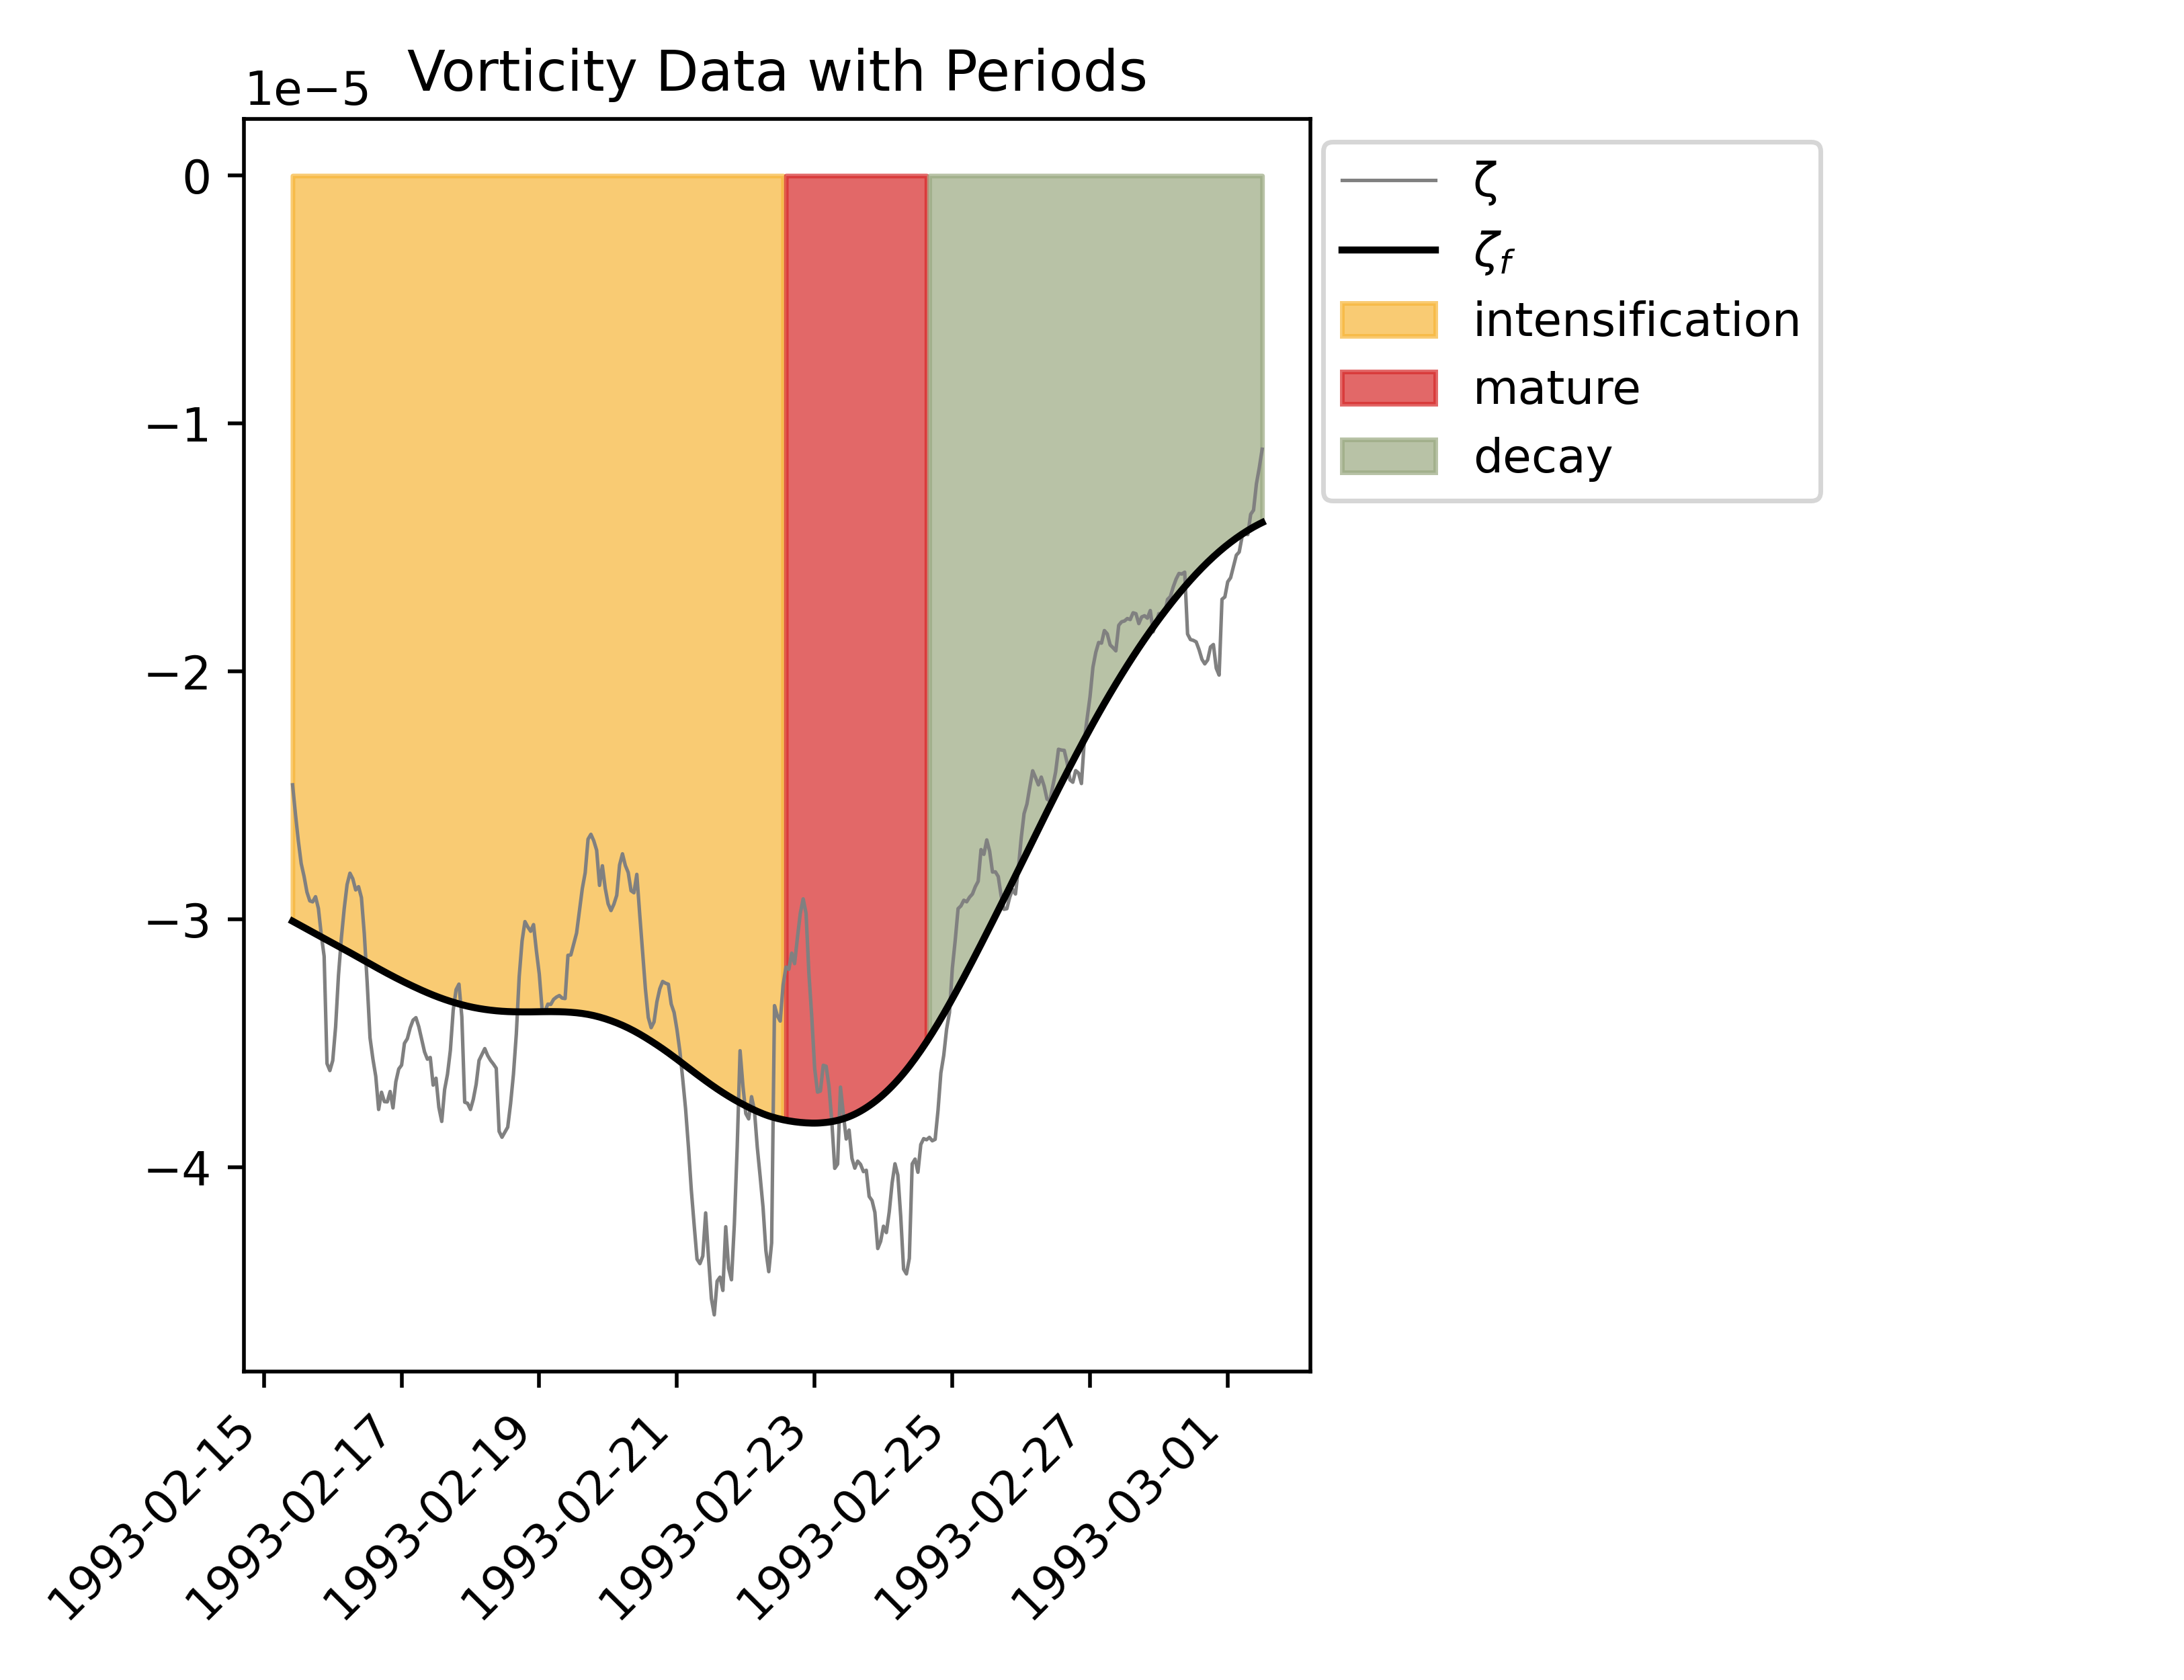 Vorticity Data with Periods
1e−5
0
−1
−2
−3
−4
1993-02-15
1993-02-17
1993-02-19
1993-02-21
1993-02-23
1993-02-25
1993-02-27
1993-03-01
ζ
ζf
intensification
mature
decay